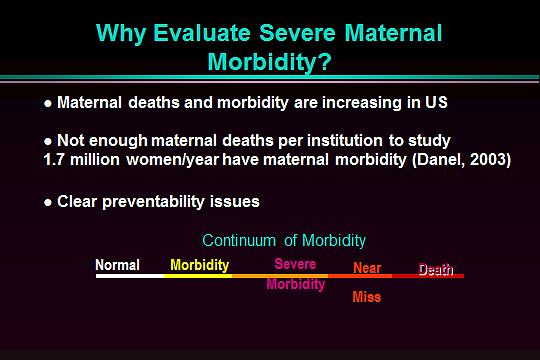 Why Evaluate Severe Maternal
Morbidity?
● Maternal deaths and morbidity are increasing in US
● Not enough maternal deaths per institution to study
1.7 million women/year have maternal morbidity (Danel, 2003)
● Clear preventability issues
Continuum of Morbidity
Normal Morbidity Severe Near Death
Morbidity Miss